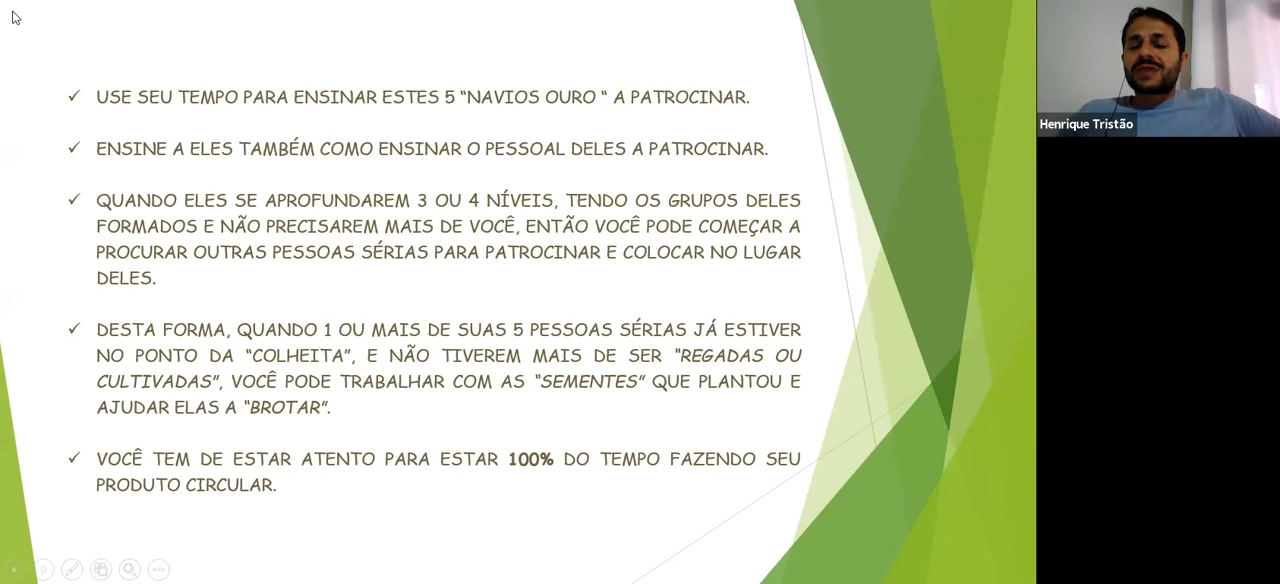 ✓ USE SEU TEMPO PARA ENSINAR ESTES 5 “NAVIOS OURO “ A PATROCINAR.
✓ ENSINE A ELES TAMBÉM COMO ENSINAR O PESSOAL DELES A PATROCINAR.
✓ QUANDO ELES SE APROFUNDAREM 3 OU 4 NÍVEIS, TENDO OS GRUPOS DELES
FORMADOS E NÃO PRECISAREM MAIS DE VOCÊ, ENTÃO VOCÊ PODE COMEÇAR A
PROCURAR OUTRAS PESSOAS SÉRIAS PARA PATROCINAR E COLOCAR NO LUGAR
DELES.
✓ DESTA FORMA, QUANDO 1 OU MAIS DE SUAS 5 PESSOAS SÉRIAS JÁ ESTIVER
NO PONTO DA “COLHEITA”, E NÃO TIVEREM MAIS DE SER “REGADAS OU
CULTIVADAS”, VOCÊ PODE TRABALHAR COM AS “SEMENTES” QUE PLANTOU E
AJUDAR ELAS A “BROTAR”.
✓ VOCÊ TEM DE ESTAR ATENTO PARA ESTAR 100% DO TEMPO FAZENDO SEU
PRODUTO CIRCULAR.
Henrique Tristão